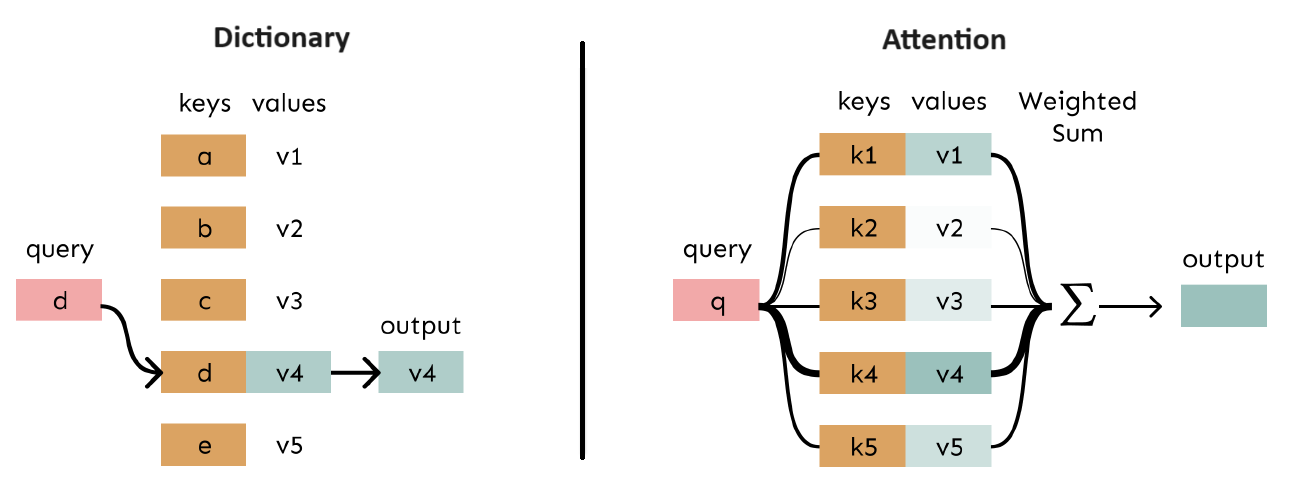 Dictionary
keys values
a v1
b v2
query
c v3
d
output
d v4 v4
e v5
Attention
keys values Weighted
Sum
k1 v1
k2 v2
query
output
q k3 v3 Σ
k4 v4
k5 v5